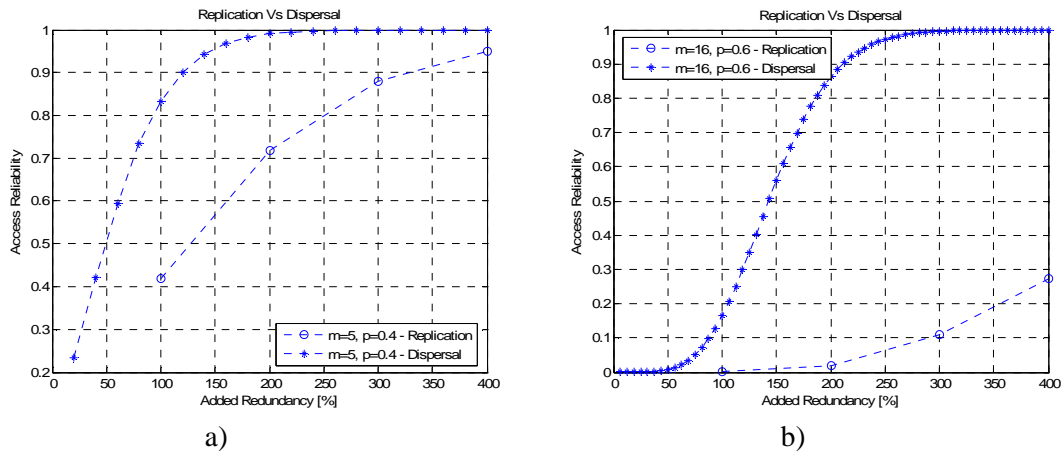 Replication Vs Dispersal
1
0.9
0.8
0.7
0.6
0.5
0.4
0.3
0.2
0 50 100 150 200 250 300 350 400
Added Redundancy [%]
Access Reliability
m=5, p=0.4 - Replication
m=5, p=0.4 - Dispersal
a)
Replication Vs Dispersal
m=16, p=0.6 - Replication
m=16, p=0.6 - Dispersal
1
0.9
0.8
0.7
0.6
0.5
0.4
0.3
0.2
0.1
0
0 50 100 150 200 250 300 350 400
Added Redundancy [%]
Access Reliability
b)